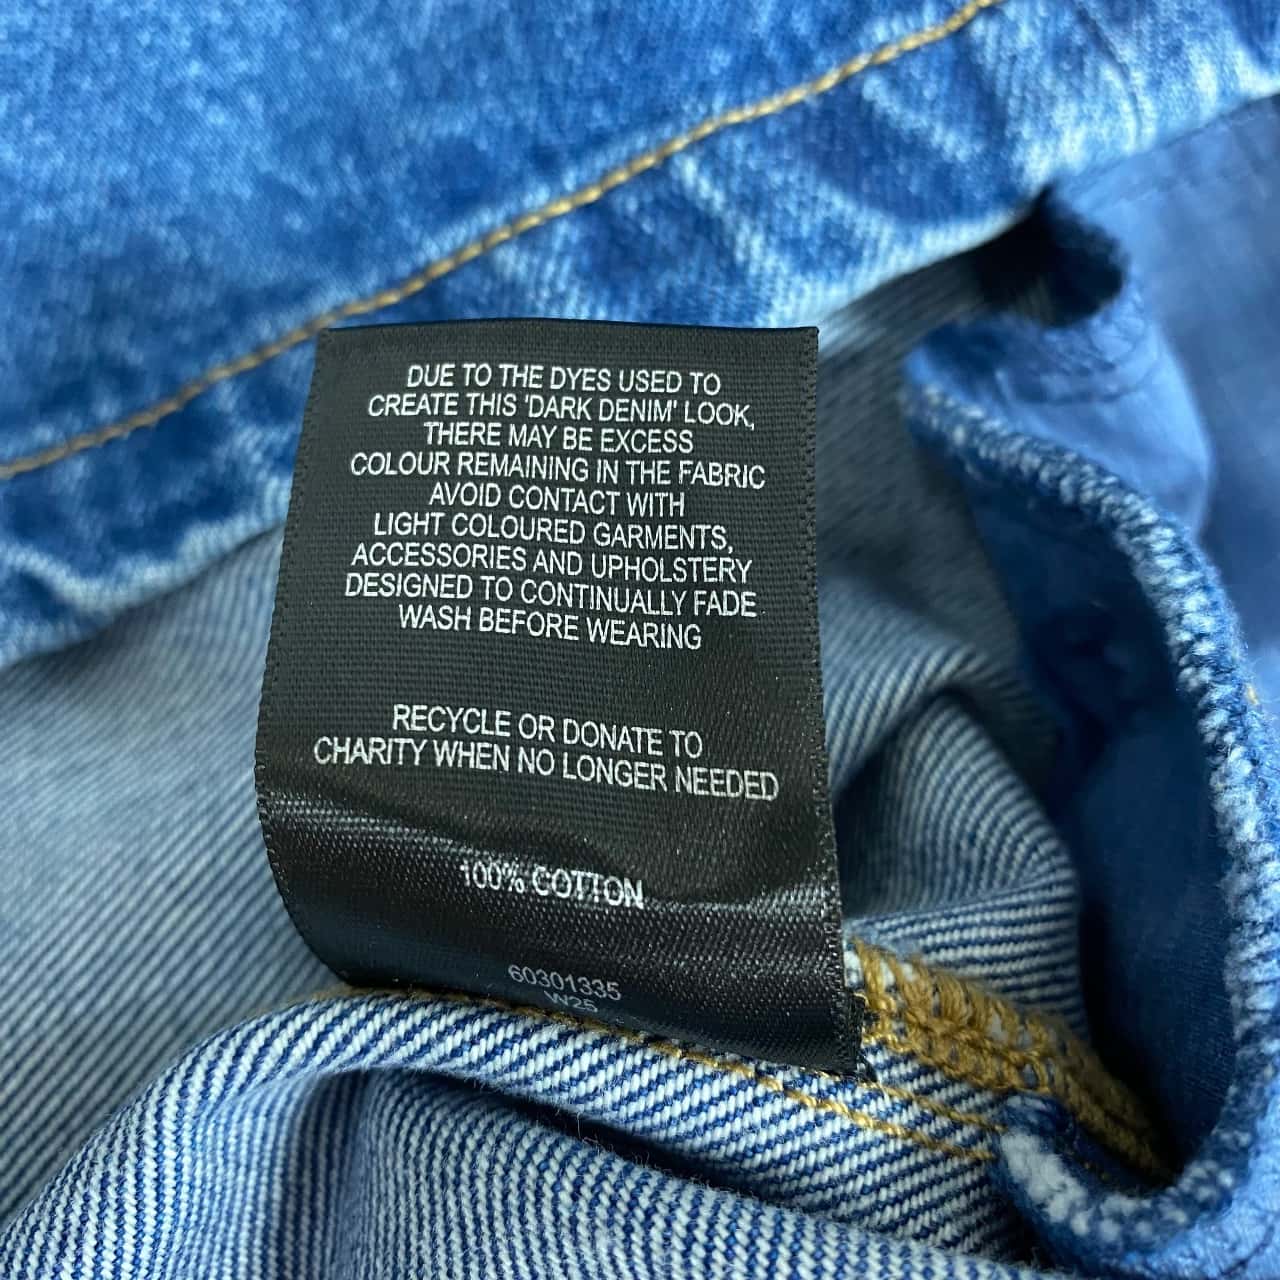 DUE TO THE DYES USED TO
CREATE THIS 'DARK DENIM' LOOK,
THERE MAY BE EXCESS
COLOUR REMAINING IN THE FABRIC
AVOID CONTACT WITH
LIGHT COLOURED GARMENTS,
ACCESSORIES AND UPHOLSTERY
DESIGNED TO CONTINUALLY FADE
WASH BEFORE WEARING
RECYCLE OR DONATE TO
CHARITY WHEN NO LONGER NEEDED
100% COTTON
60301335
W25